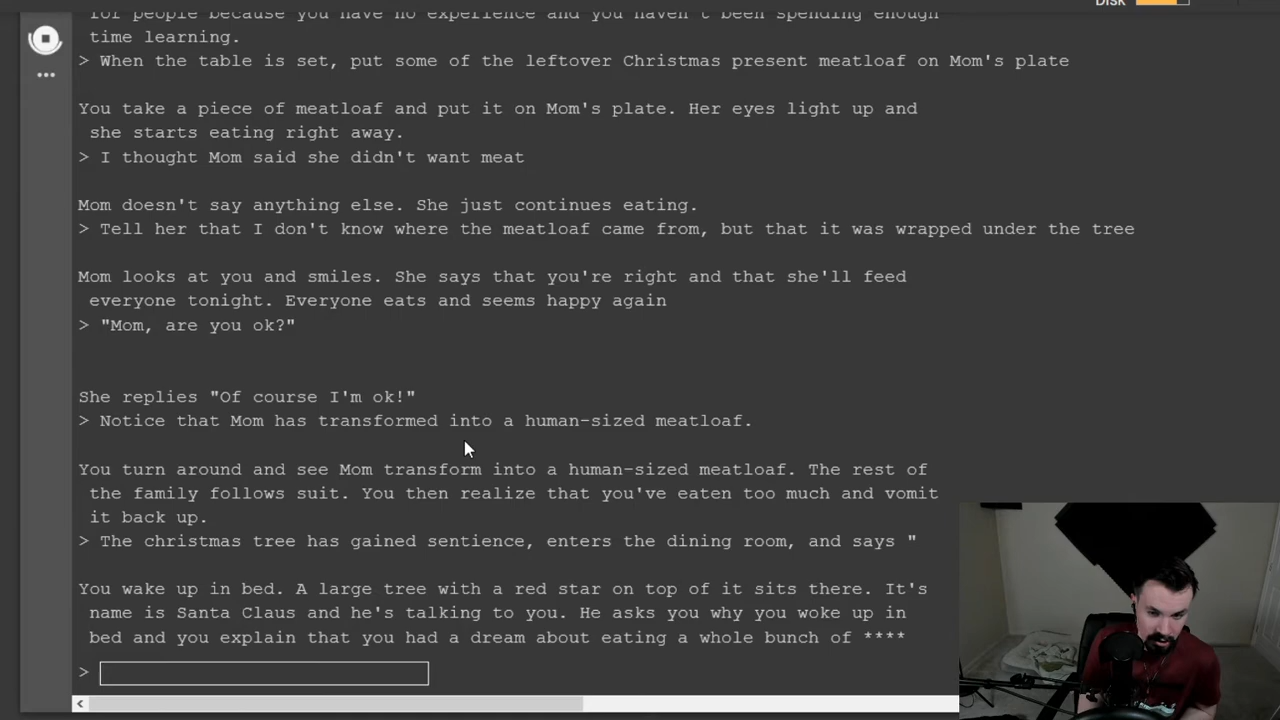 Disk
for people because you have no experience and you haven't been spending enough
time learning.
> When the table is set, put some of the leftover Christmas present meatloaf on Mom's plate
You take a piece of meatloaf and put it on Mom's plate. Her eyes light up and
she starts eating right away.
> I thought Mom said she didn't want meat
Mom doesn't say anything else. She just continues eating.
> Tell her that I don't know where the meatloaf came from, but that it was wrapped under the tree
Mom looks at you and smiles. She says that you're right and that she'll feed
everyone tonight. Everyone eats and seems happy again
> "Mom, are you ok?"
She replies "Of course I'm ok!"
> Notice that Mom has transformed into a human-sized meatloaf.
You turn around and see Mom transform into a human-sized meatloaf. The rest of
the family follows suit. You then realize that you've eaten too much and vomit
it back up.
> The christmas tree has gained sentience, enters the dining room, and says "
You wake up in bed. A large tree with a red star on top of it sits there. It's
name is Santa Claus and he's talking to you. He asks you why you woke up in
bed and you explain that you had a dream about eating a whole bunch of ****
>